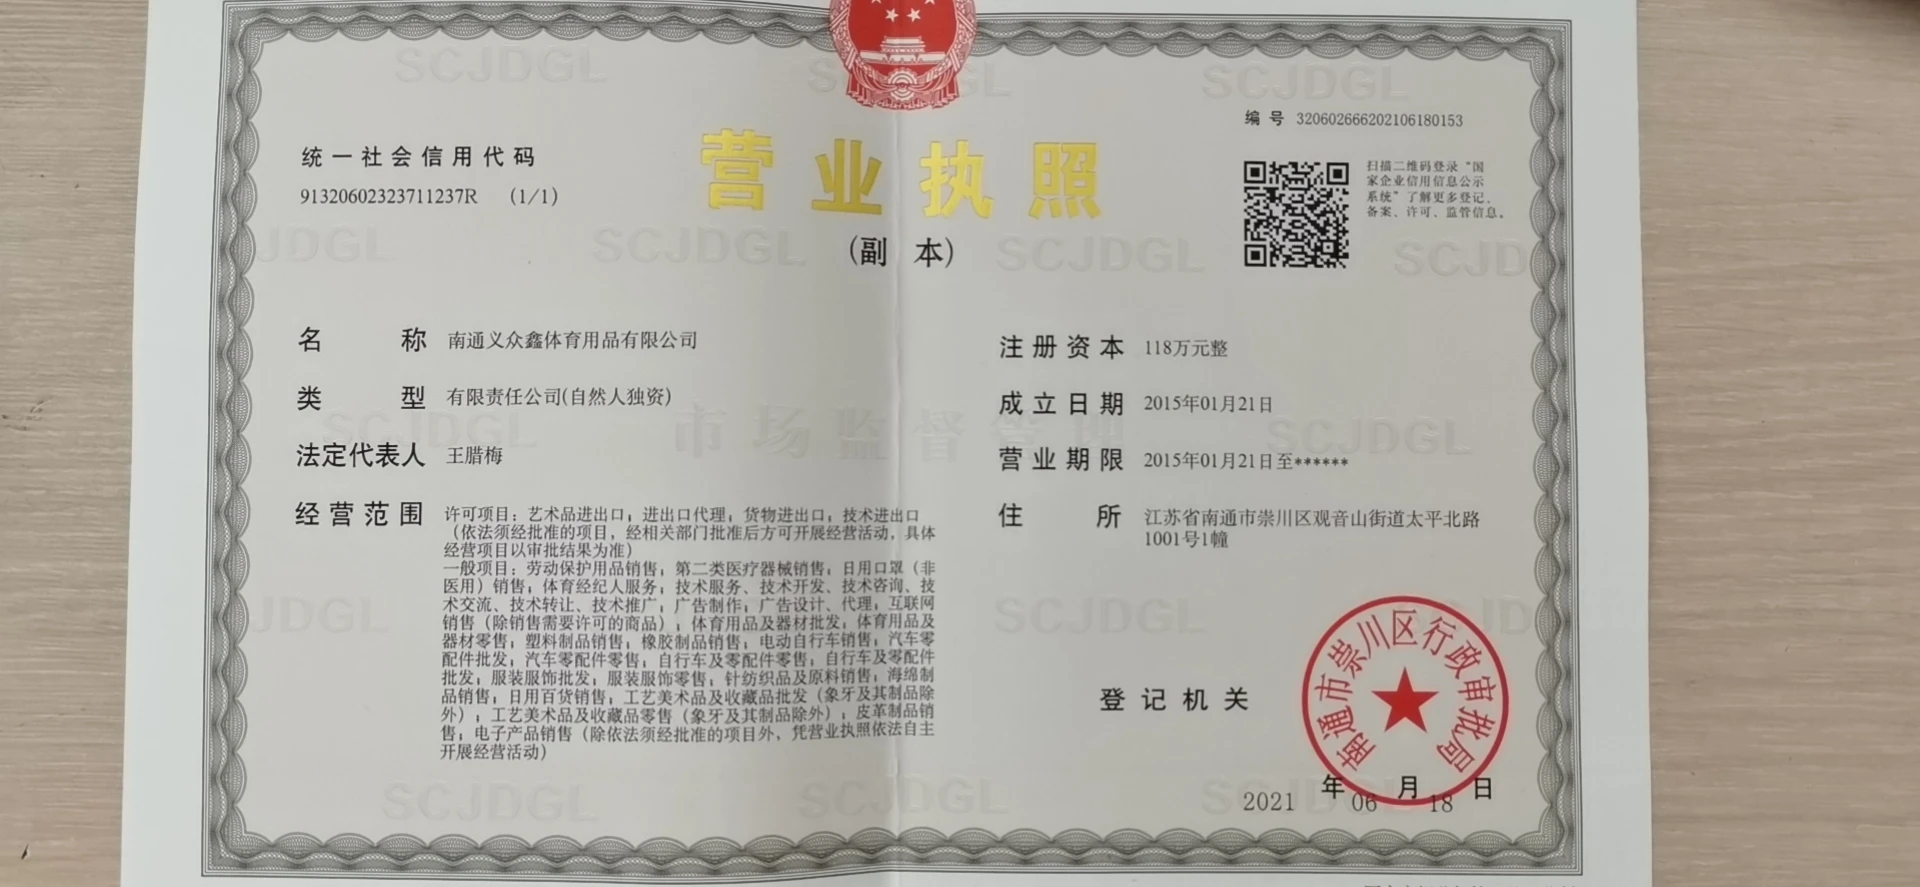 编号 320602666202106180153
统一社会信用代码
91320602323711237R (1/1)
营业执照
(副 本)
扫描二维码登录“国
家企业信用信息公示
系统”了解更多登记、
备案、许可、监管信息。
名称 南通义众鑫体育用品有限公司
类型 有限责任公司(自然人独资)
法定代表人 王腊梅
经营范围 许可项目：艺术品进出口；进出口代理；货物进出口；技术进出口
（依法须经批准的项目，经相关部门批准后方可开展经营活动，具体
经营项目以审批结果为准）
一般项目：劳动保护用品销售；第二类医疗器械销售；日用口罩（非
医用）销售；体育经纪人服务；技术服务、技术开发、技术咨询、技
术交流、技术转让、技术推广；广告制作；广告设计、代理；互联网
销售（除销售需要许可的商品）；体育用品及器材批发；体育用品及
器材零售；塑料制品销售；橡胶制品销售；电动自行车销售；汽车零
配件批发；汽车零配件零售；自行车及零配件零售；自行车及零配件
批发；服装服饰批发；服装服饰零售；针纺织品及原料销售；海绵制
品销售；日用百货销售；工艺美术品及收藏品批发（象牙及其制品除
外）；工艺美术品及收藏品零售（象牙及其制品除外）；皮革制品销
售；电子产品销售（除依法须经批准的项目外，凭营业执照依法自主
开展经营活动）
注册资本 118万元整
成立日期 2015年01月21日
营业期限 2015年01月21日至******
住所 江苏省南通市崇川区观音山街道太平北路
1001号1幢
登记机关
南通市崇川区行政审批局
2021年06月18日
SCJDGL
市场监督管理